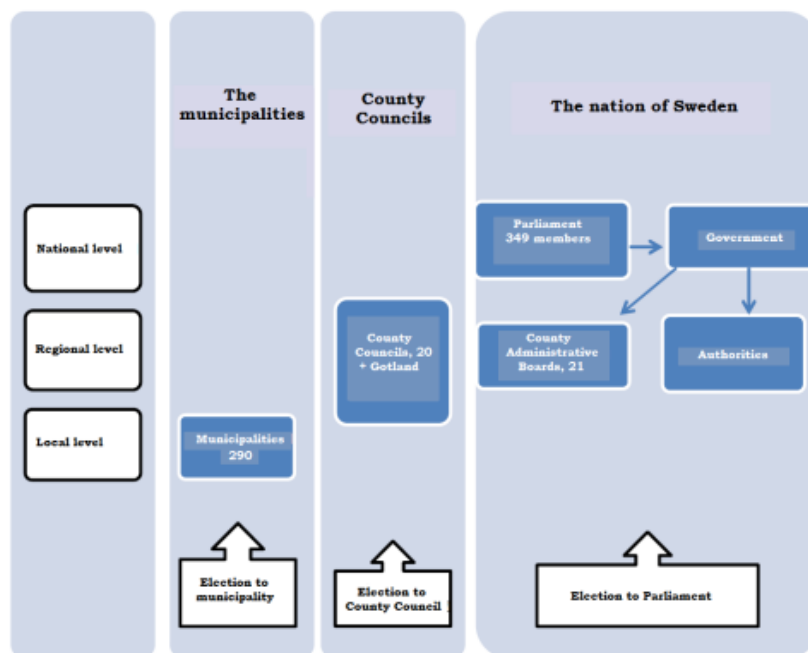 The
municipalities
County
Councils
The nation of Sweden
National level
Regional level
Local level
Municipalities
290
County
Councils, 20
+ Gotland
Parliament
349 members
Government
County
Administrative
Boards, 21
Authorities
Election to
municipality
Election to
County Council
Election to Parliament